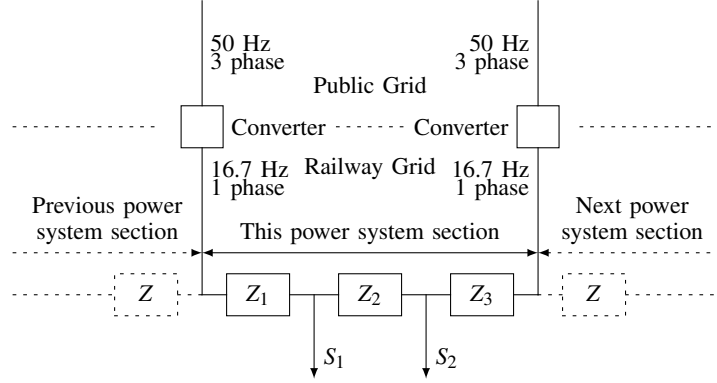 50 Hz
3 phase
50 Hz
3 phase
Public Grid
Converter
Converter
Railway Grid
16.7 Hz
1 phase
16.7 Hz
1 phase
Previous power
system section
This power system section
Next power
system section
Z
Z1
Z2
Z3
Z
S1
S2